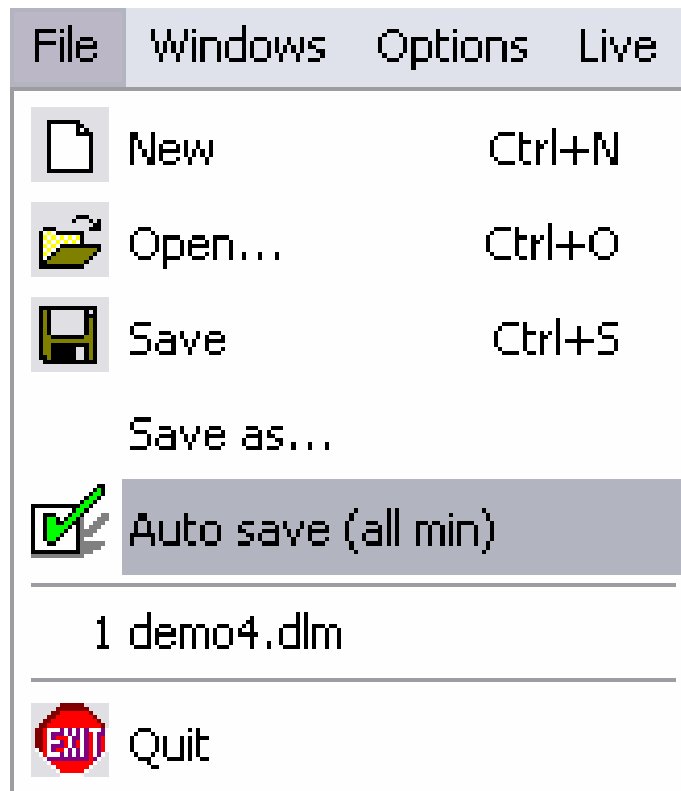 File Windows Options Live
New Ctrl+N
Open... Ctrl+O
Save Ctrl+S
Save as...
Auto save (all min)
1 demo4.dlm
EXIT Quit